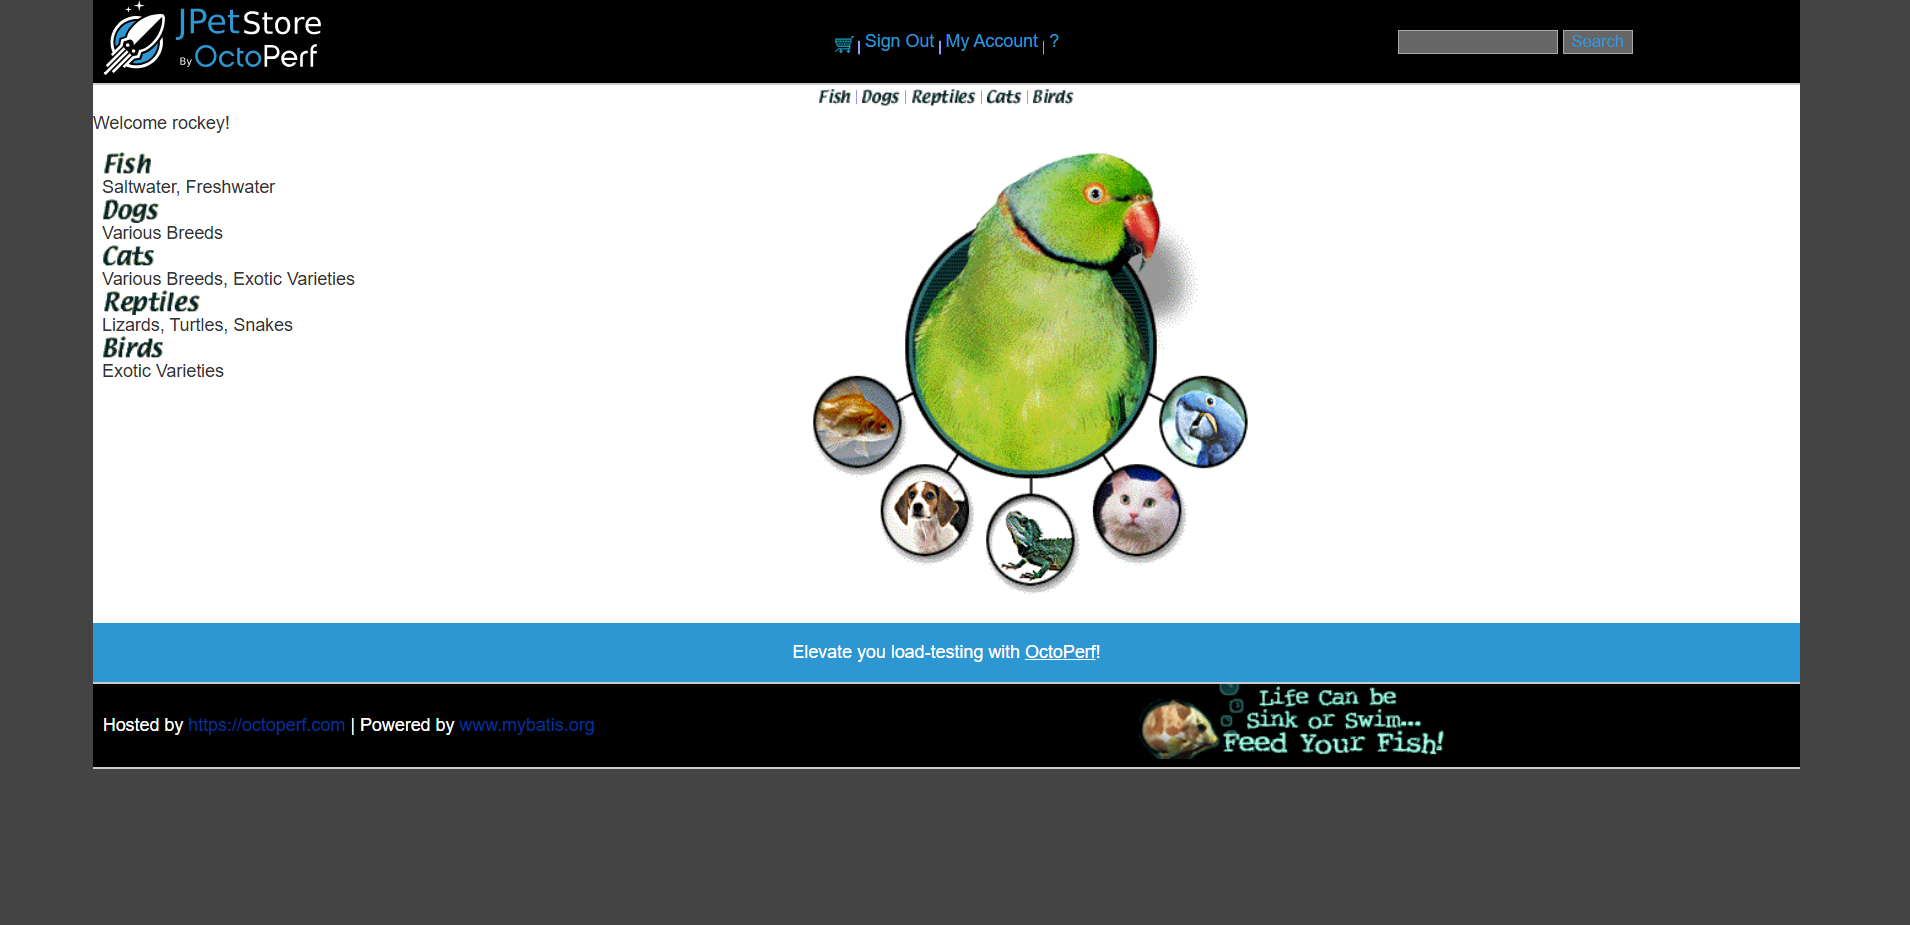 JPetStore
By OctoPerf
Sign Out | My Account | ?
Search
Fish | Dogs | Reptiles | Cats | Birds
Welcome rockey!
Fish
Saltwater, Freshwater
Dogs
Various Breeds
Cats
Various Breeds, Exotic Varieties
Reptiles
Lizards, Turtles, Snakes
Birds
Exotic Varieties
Elevate you load-testing with OctoPerf!
Hosted by https://octoperf.com | Powered by www.mybatis.org
Life Can be
Sink or Swim...
Feed Your Fish!